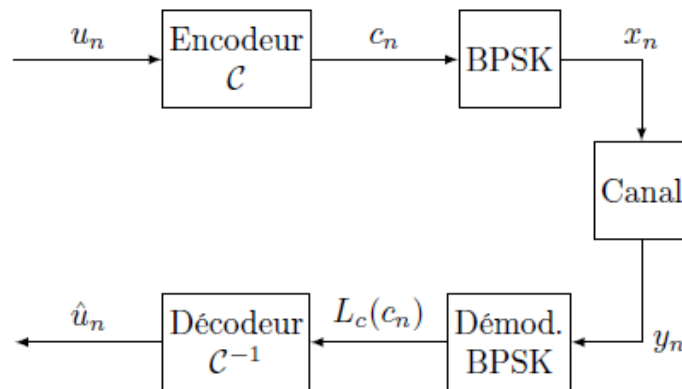 u_n
Encodeur
𝒞
c_n
BPSK
x_n
Canal
y_n
Démod.
BPSK
L_c(c_n)
Décodeur
𝒞⁻¹
û_n